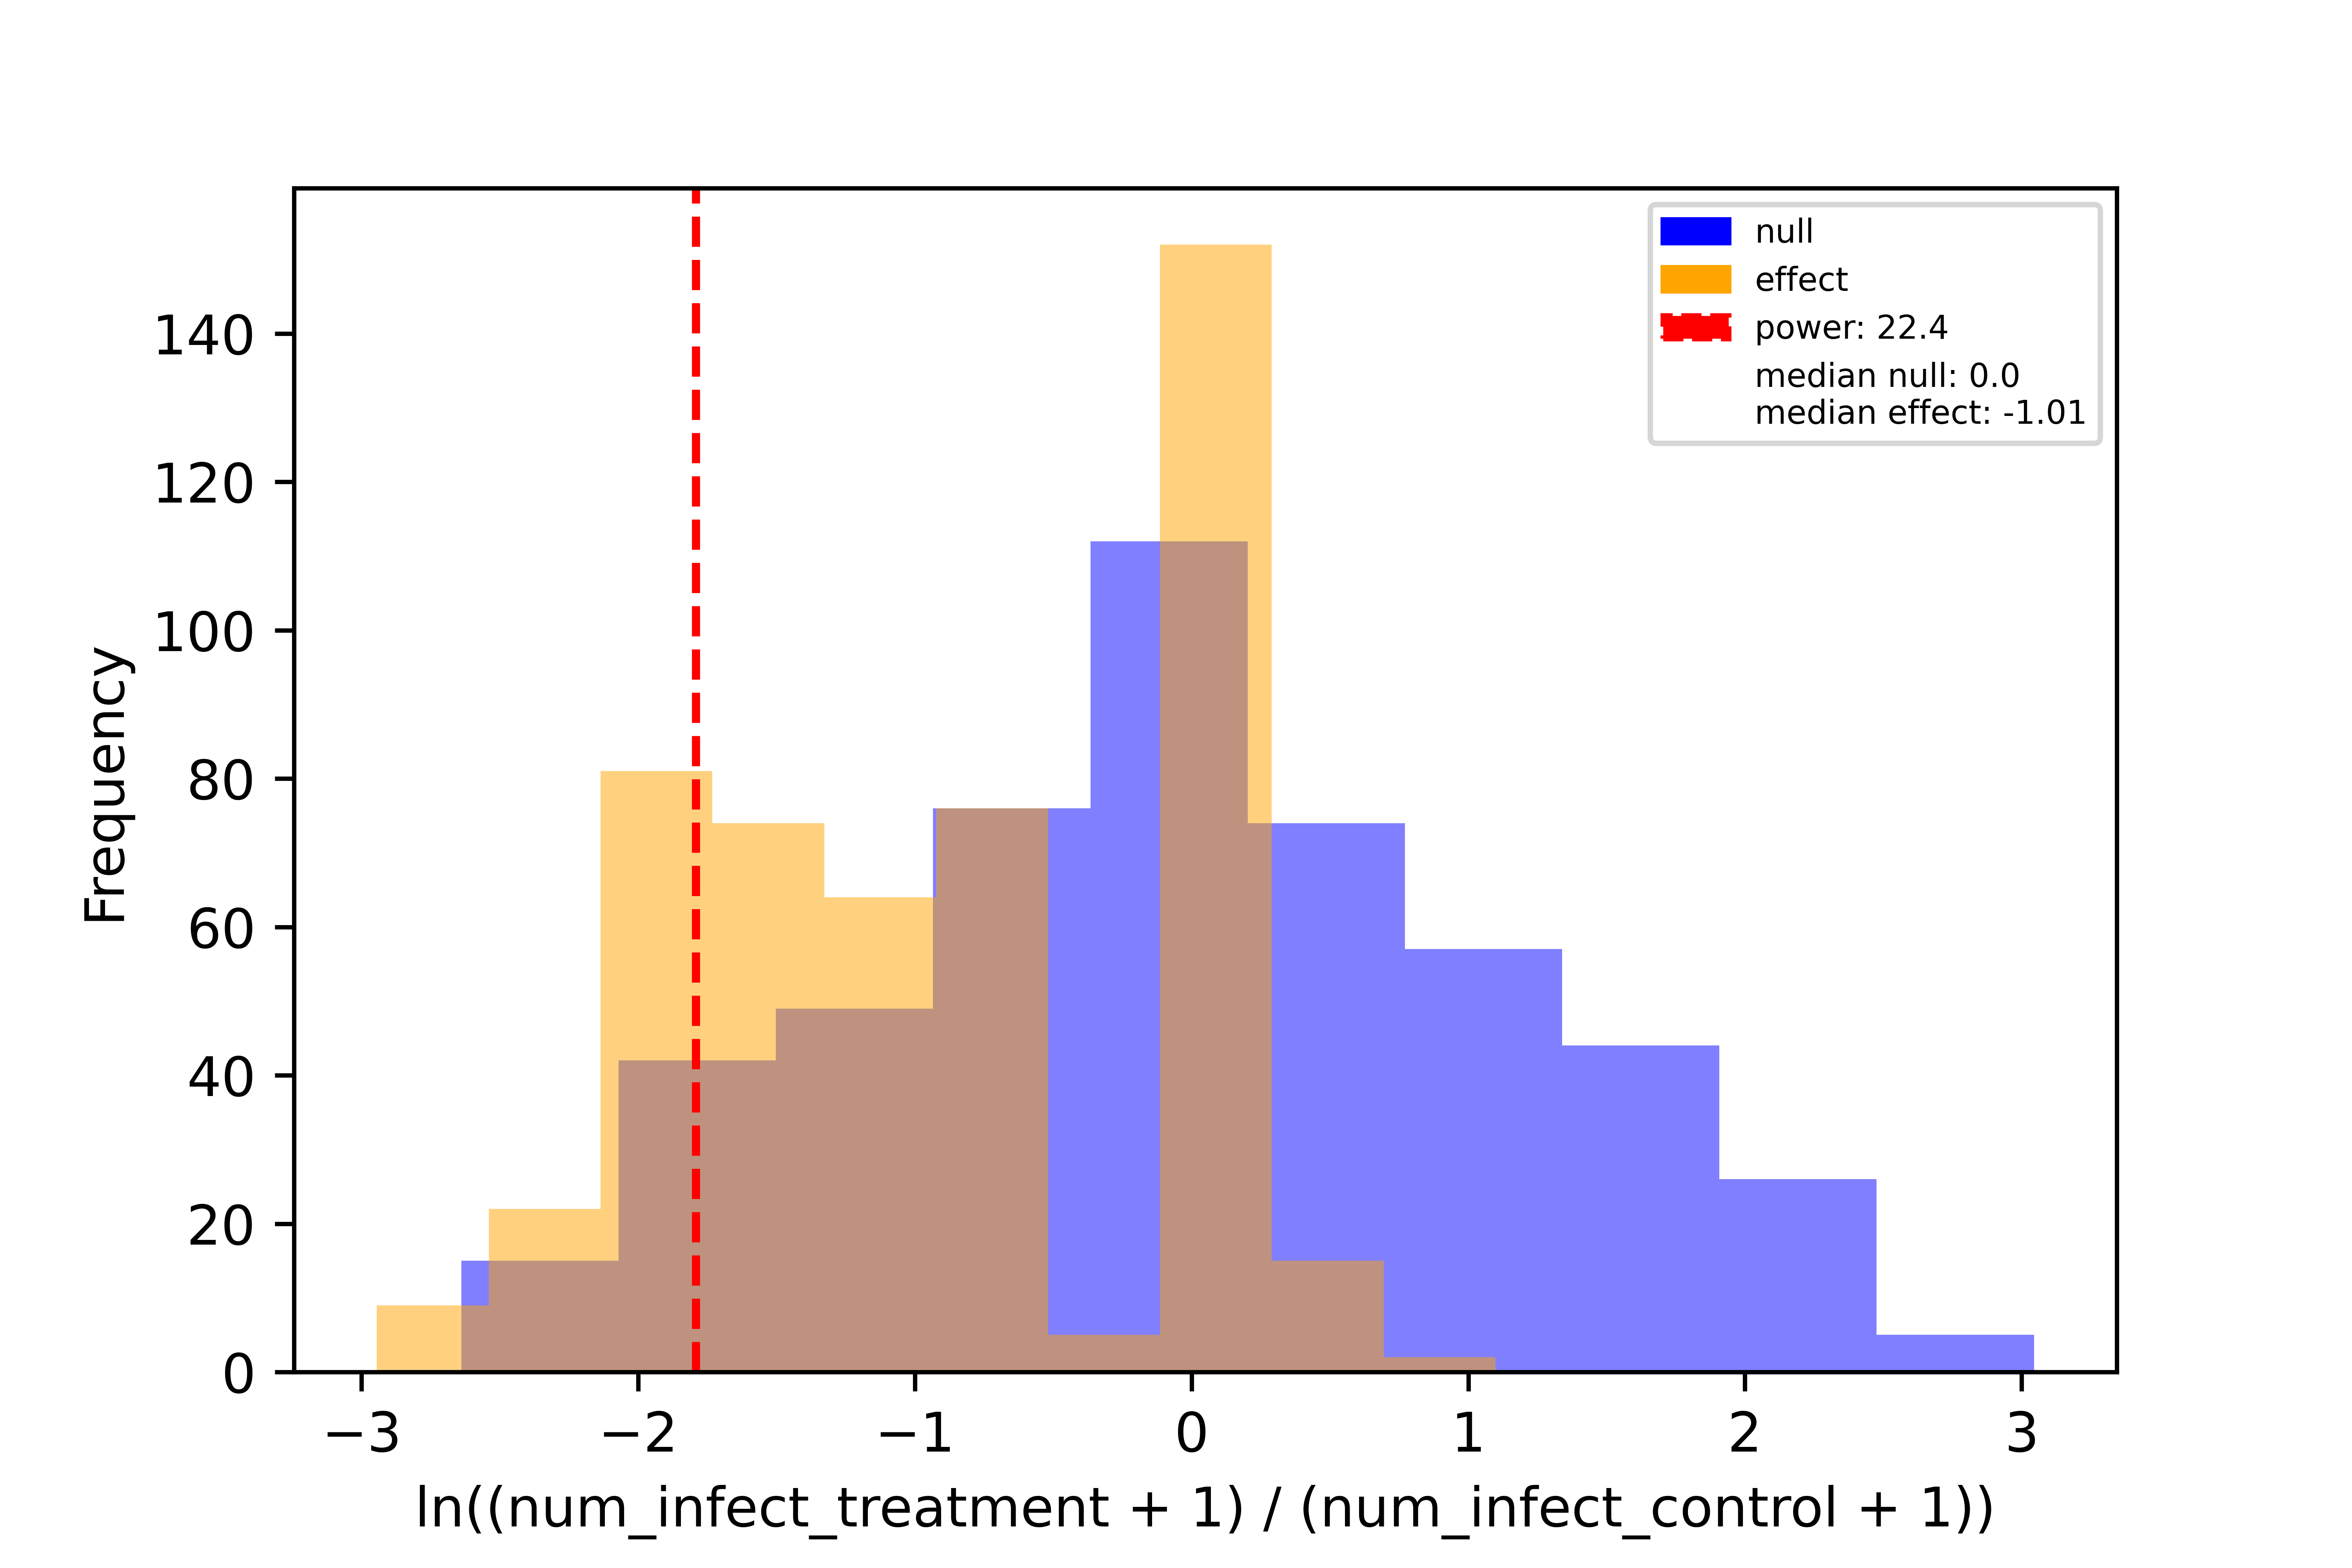 null
effect
power: 22.4
median null: 0.0
median effect: -1.01
140
120
100
80
60
40
20
0
Frequency
−3 −2 −1 0 1 2 3
ln((num_infect_treatment + 1) / (num_infect_control + 1))